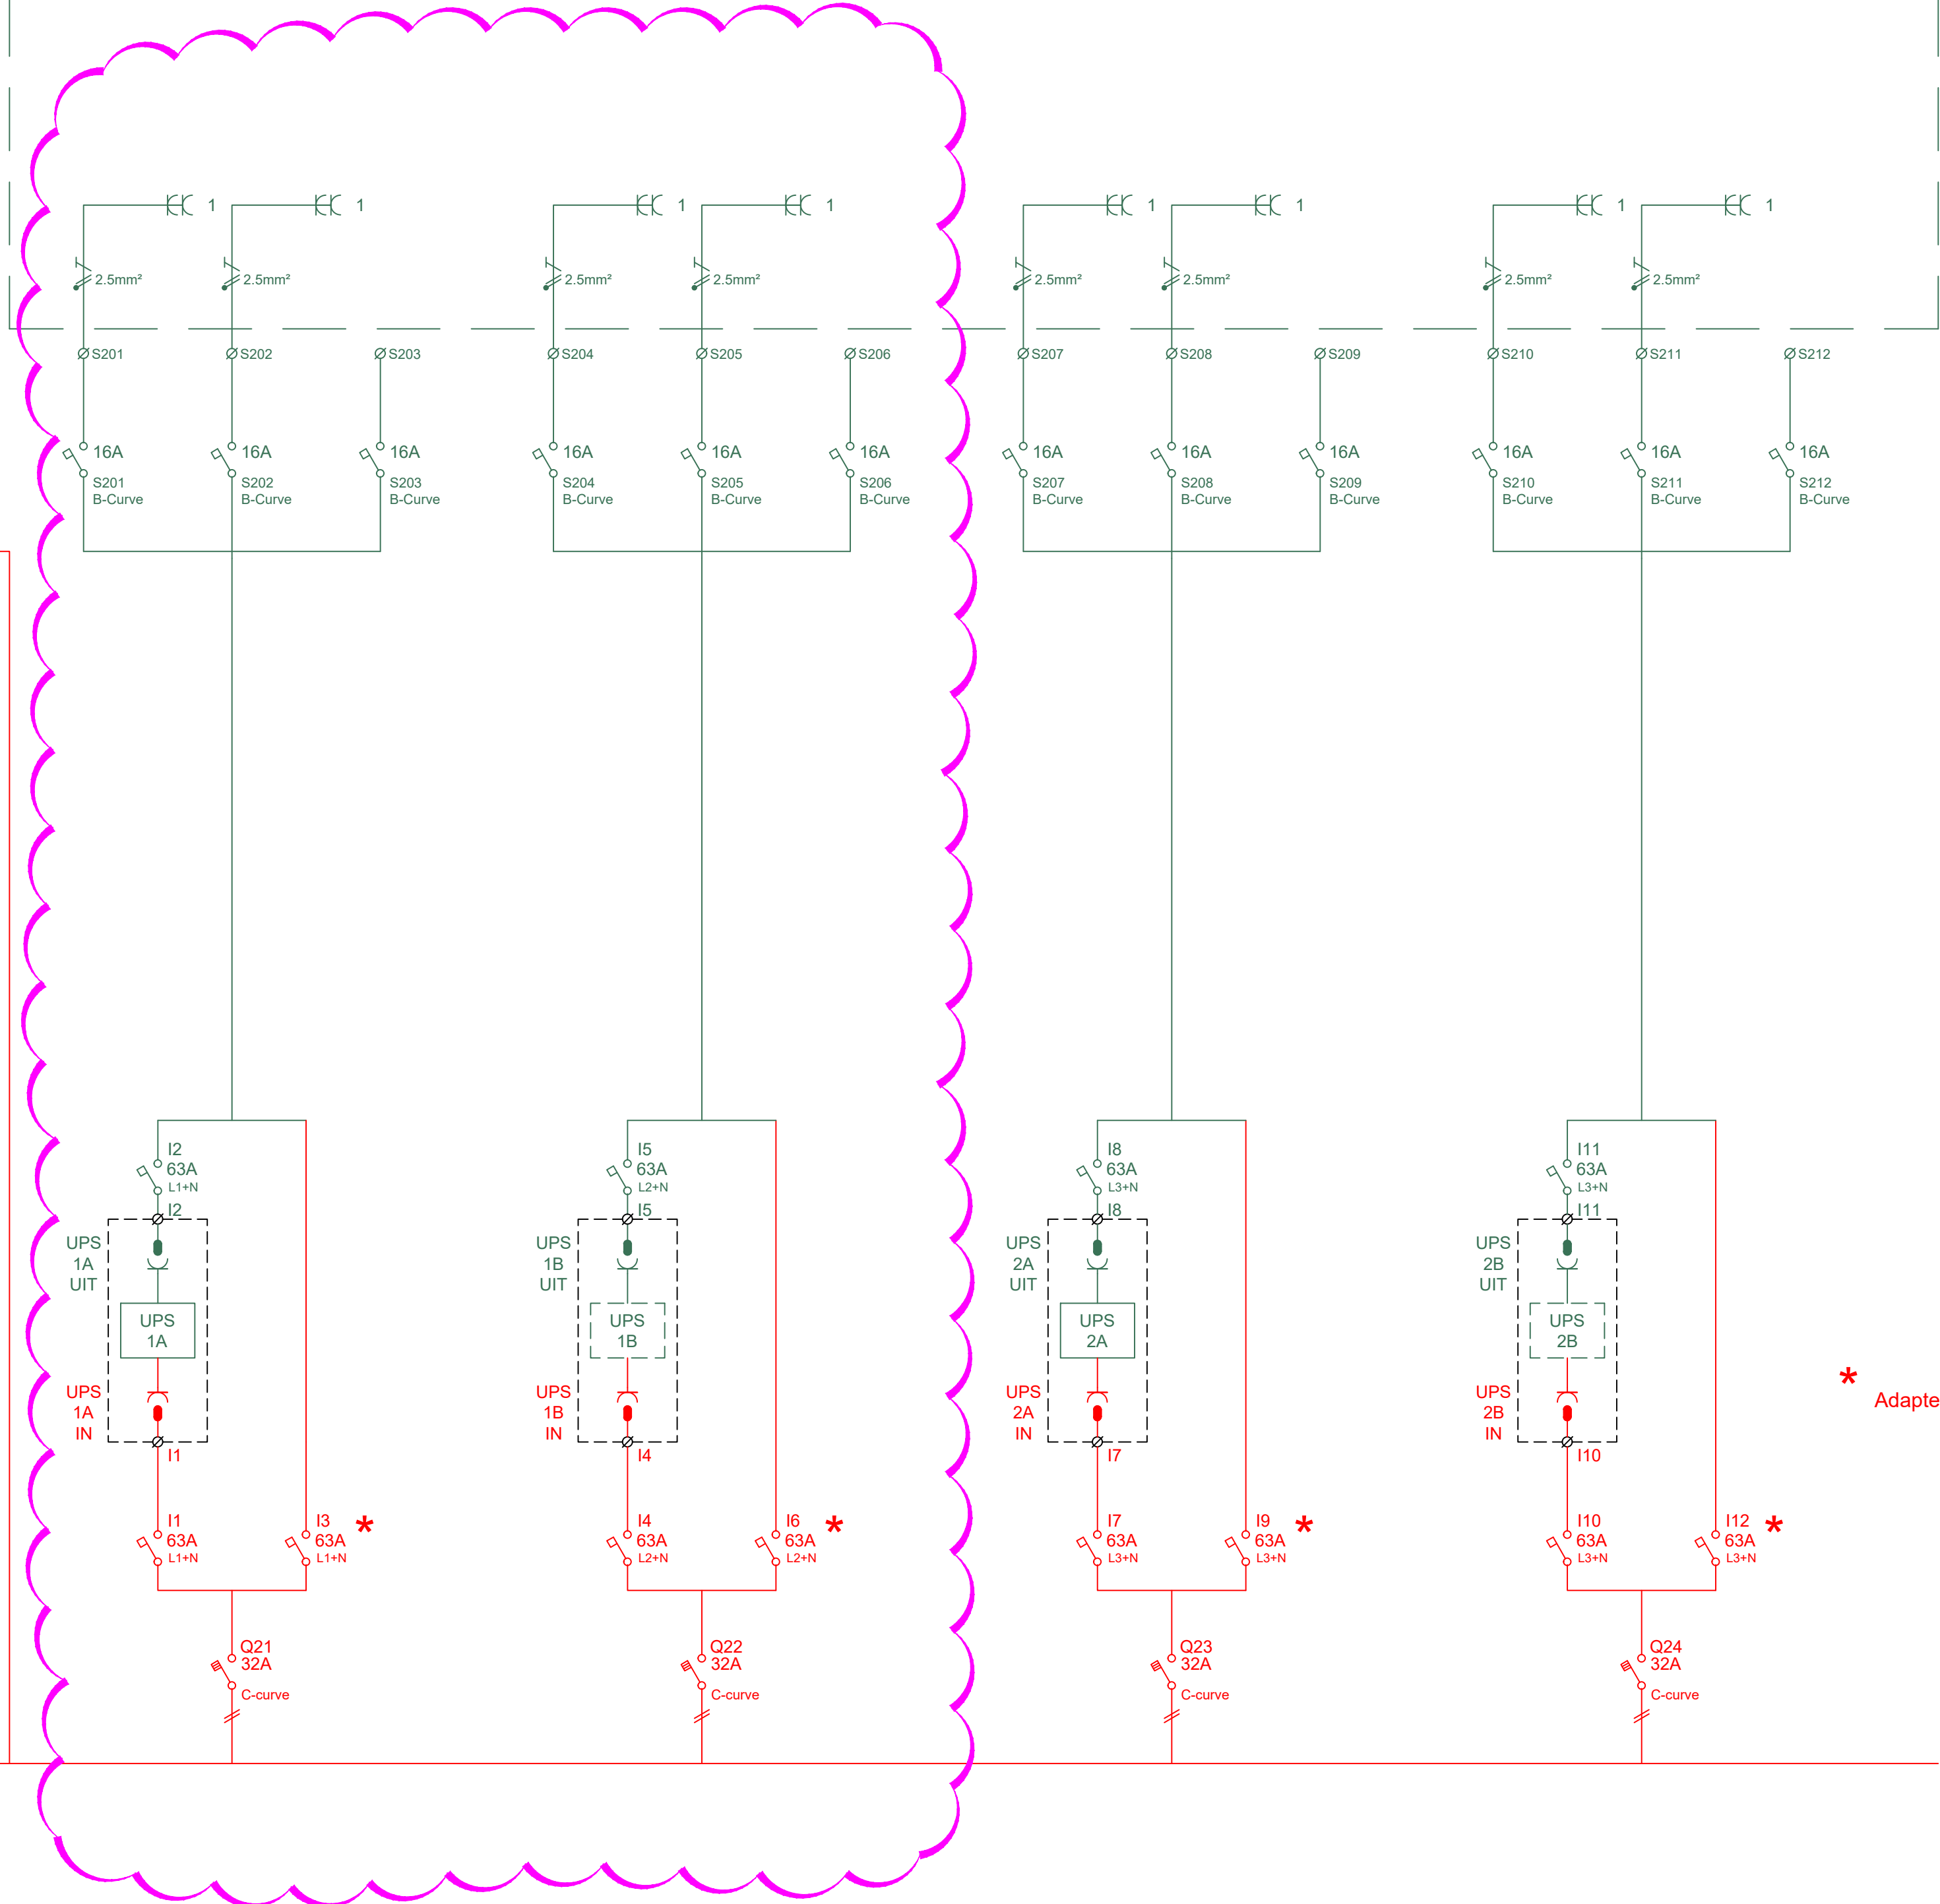 1 1 1 1 1 1 1 1
2.5mm² 2.5mm² 2.5mm² 2.5mm² 2.5mm² 2.5mm² 2.5mm² 2.5mm²
S201 S202 S203 S204 S205 S206 S207 S208 S209 S210 S211 S212
16A 16A 16A 16A 16A 16A 16A 16A 16A 16A 16A 16A
S201 S202 S203 S204 S205 S206 S207 S208 S209 S210 S211 S212
B-Curve B-Curve B-Curve B-Curve B-Curve B-Curve B-Curve B-Curve B-Curve B-Curve B-Curve B-Curve
I2 I5 I8 I11
63A 63A 63A 63A
L1+N L2+N L3+N L3+N
I2 I5 I8 I11
UPS UPS UPS UPS
1A 1B 2A 2B
UIT UIT UIT UIT
UPS UPS UPS UPS
1A 1B 2A 2B
UPS UPS UPS UPS *
1A 1B 2A 2B Adapte
IN IN IN IN
I1 I4 I7 I10
I1 I3 * I4 I6 * I7 I9 * I10 I12 *
63A 63A 63A 63A 63A 63A 63A 63A
L1+N L1+N L2+N L2+N L3+N L3+N L3+N L3+N
Q21 Q22 Q23 Q24
32A 32A 32A 32A
C-curve C-curve C-curve C-curve